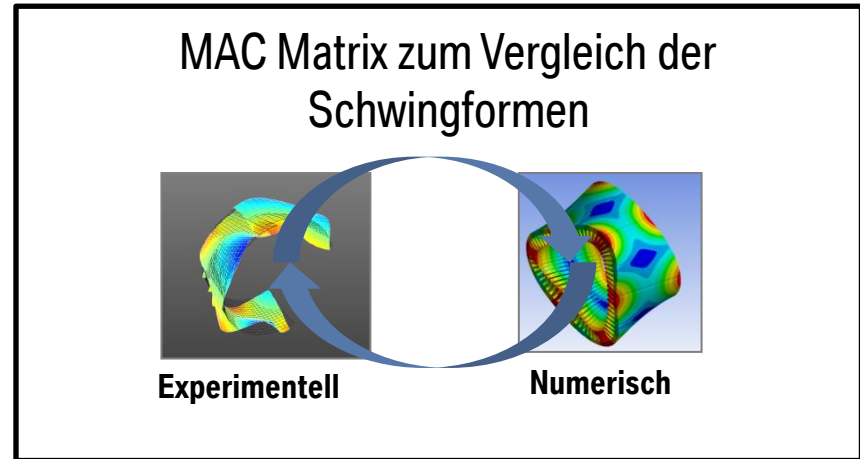 MAC Matrix zum Vergleich der
Schwingformen
Experimentell
Numerisch